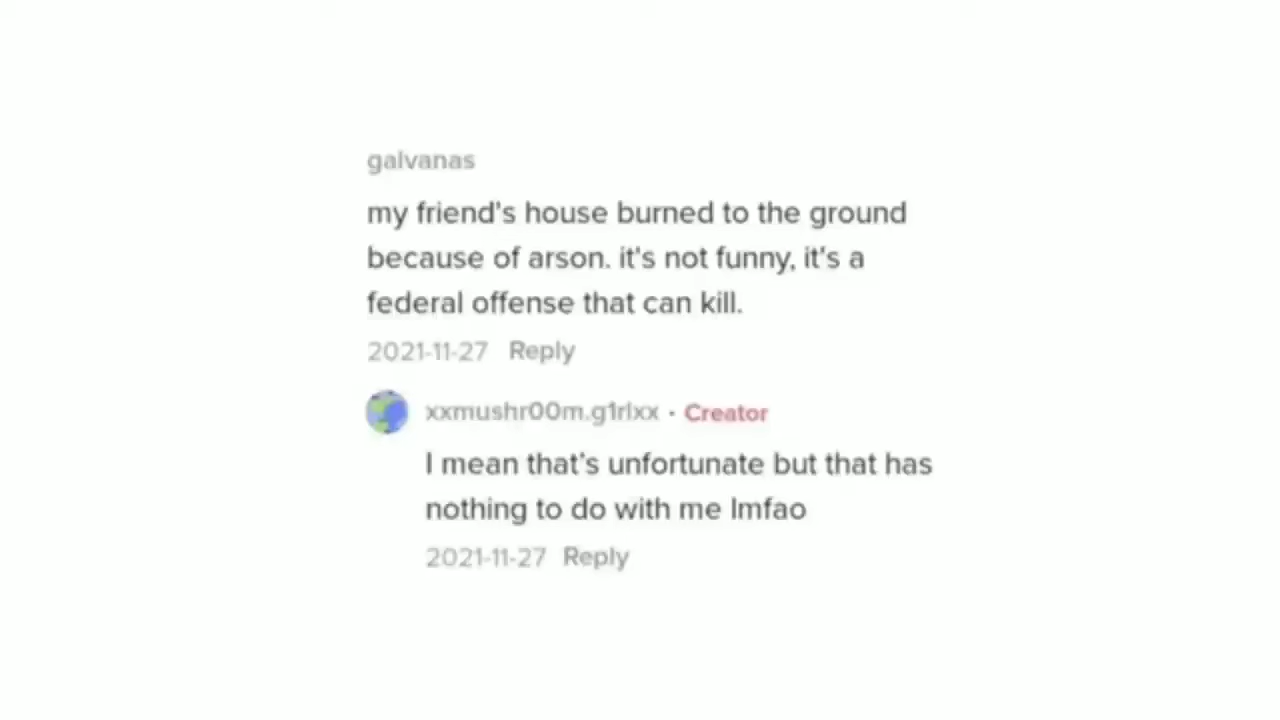 galvanas
my friend's house burned to the ground
because of arson. it's not funny, it's a
federal offense that can kill.
2021-11-27 Reply
xxmushr00m.g1rlxx · Creator
I mean that's unfortunate but that has
nothing to do with me lmfao
2021-11-27 Reply